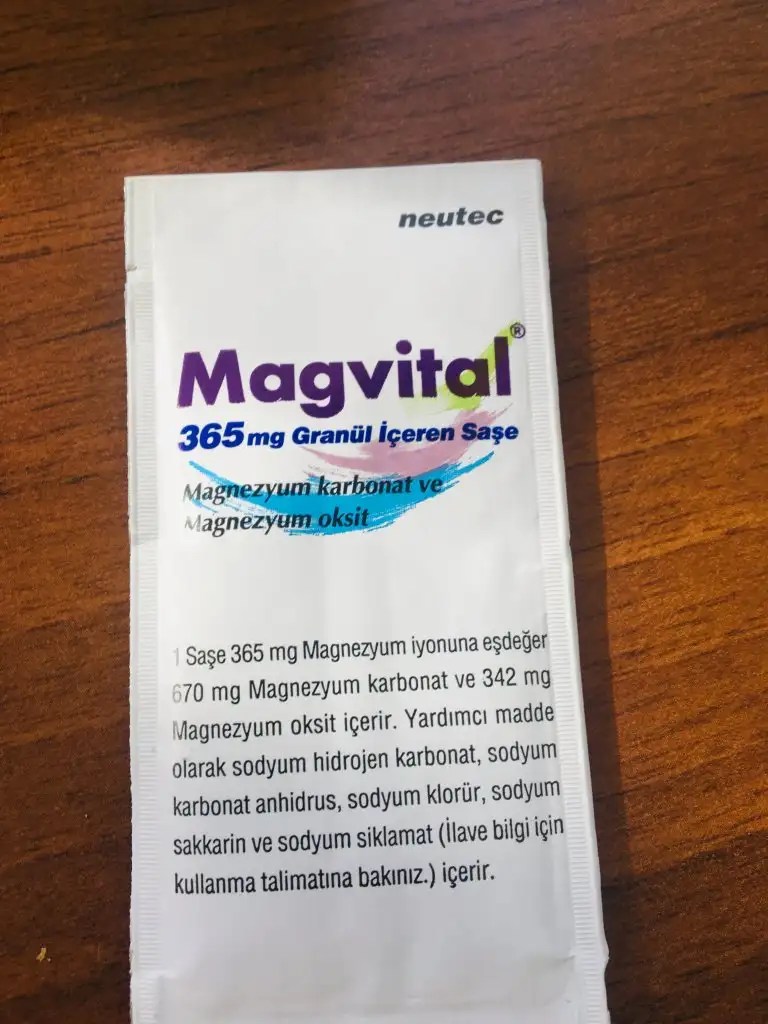 neutec
Magvital®
365 mg Granül İçeren Saşe
Magnezyum karbonat ve
Magnezyum oksit
1 Saşe 365 mg Magnezyum iyonuna eşdeğer
670 mg Magnezyum karbonat ve 342 mg
Magnezyum oksit içerir. Yardımcı madde
olarak sodyum hidrojen karbonat, sodyum
karbonat anhidrus, sodyum klorür, sodyum
sakkarin ve sodyum siklamat (İlave bilgi için
kullanma talimatına bakınız.) içerir.